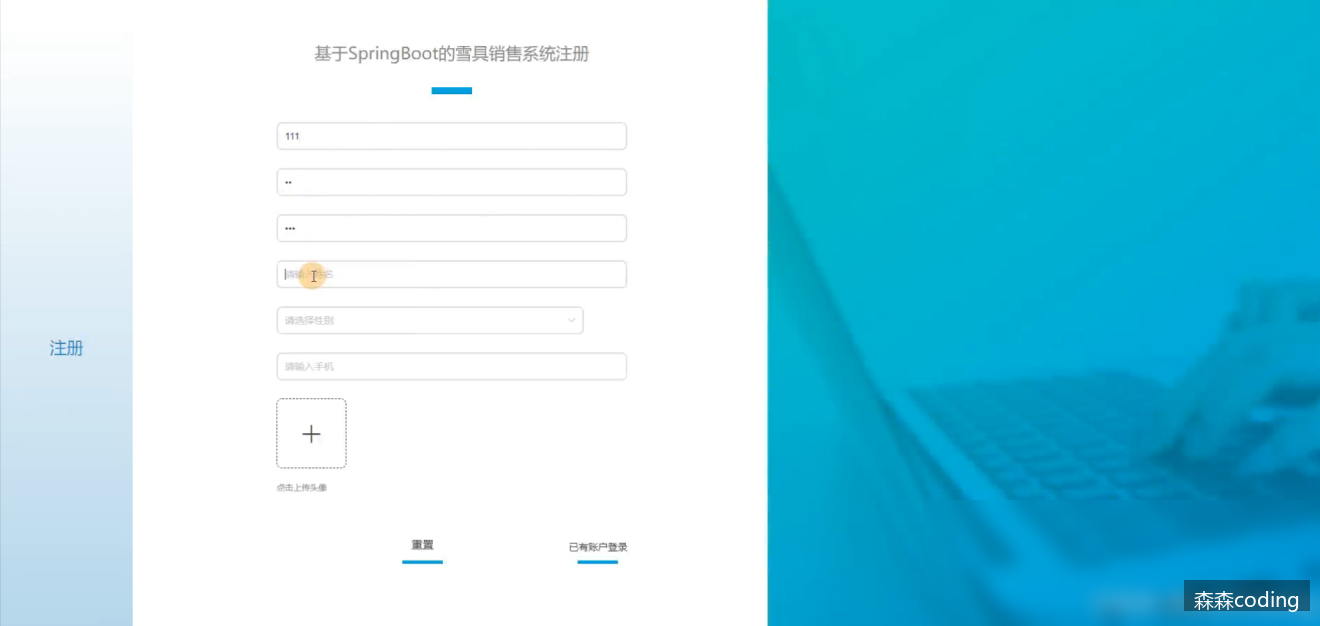 基于SpringBoot的雪具销售系统注册
111
••
•••
请输入姓名
请选择性别
注册
请输入手机
点击上传头像
重置
已有账户登录
森森coding